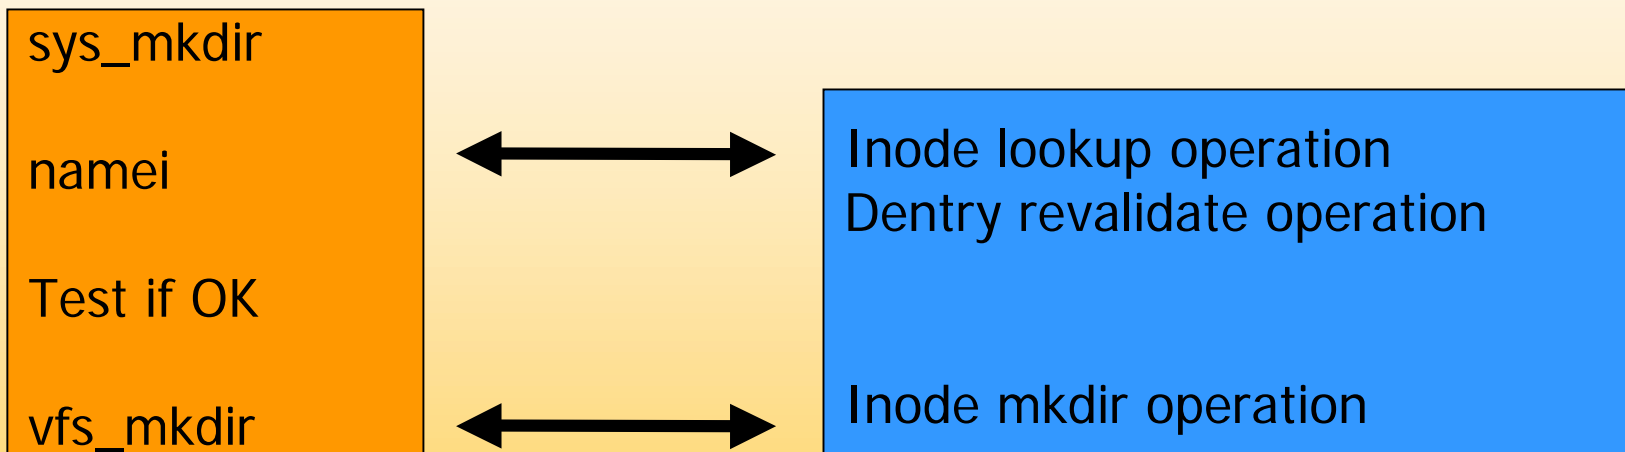 sys_mkdir
namei
Test if OK
vfs_mkdir
Inode lookup operation
Dentry revalidate operation
Inode mkdir operation